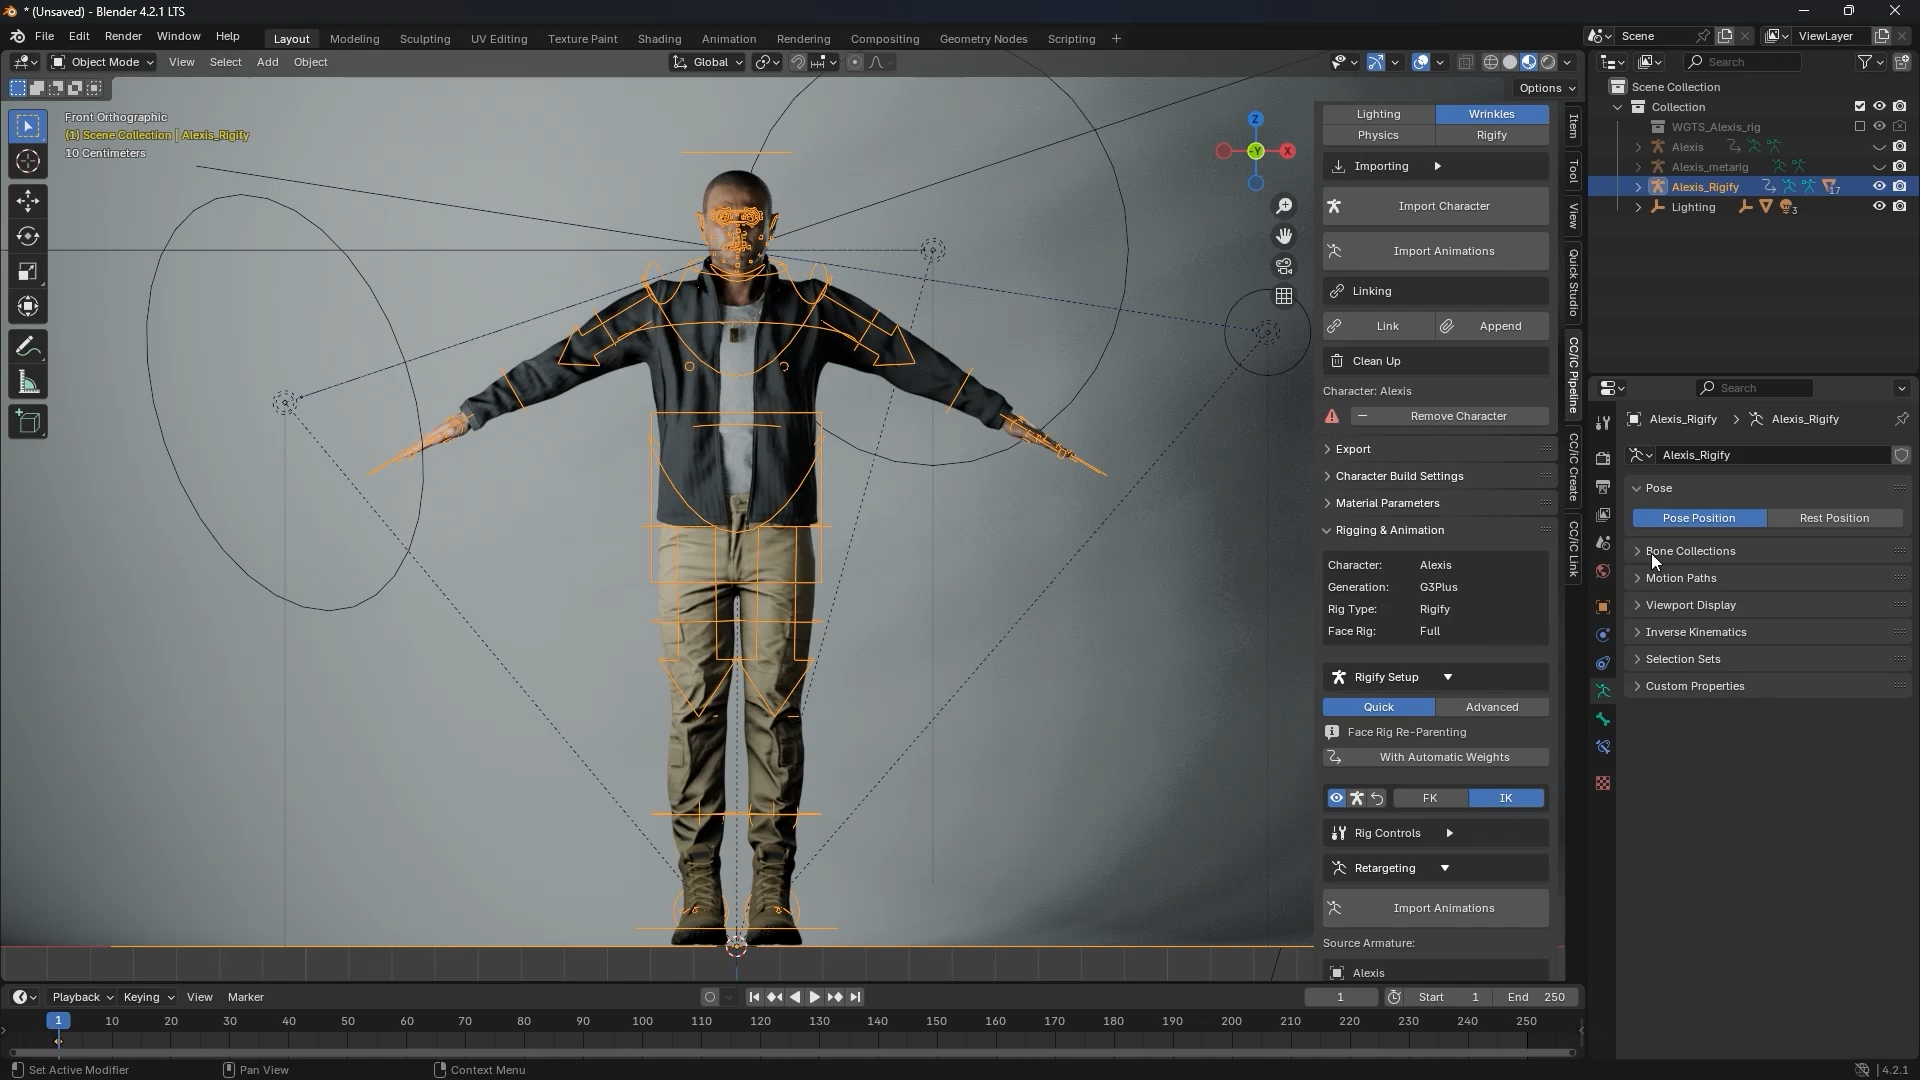 * (Unsaved) - Blender 4.2.1 LTS
File Edit Render Window Help
Layout Modeling Sculpting UV Editing Texture Paint Shading Animation Rendering Compositing Geometry Nodes Scripting +
Scene
ViewLayer
Object Mode View Select Add Object
Global
Search
Options
Front Orthographic
(1) Scene Collection | Alexis_Rigify
10 Centimeters
Z
-Y
X
Lighting Wrinkles
Physics Rigify
Importing
Import Character
Import Animations
Linking
Link Append
Clean Up
Character: Alexis
Remove Character
Export
Character Build Settings
Material Parameters
Rigging & Animation
Character: Alexis
Generation: G3Plus
Rig Type: Rigify
Face Rig: Full
Rigify Setup
Quick Advanced
Face Rig Re-Parenting
With Automatic Weights
FK IK
Rig Controls
Retargeting
Import Animations
Source Armature:
Alexis
Item
Tool
View
Quick Studio
CC/iC Pipeline
CC/iC Create
CC/iC Link
Scene Collection
Collection
WGTS_Alexis_rig
Alexis
Alexis_metarig
Alexis_Rigify 17
Lighting 3
Search
Alexis_Rigify > Alexis_Rigify
Alexis_Rigify
Pose
Pose Position Rest Position
Bone Collections
Motion Paths
Viewport Display
Inverse Kinematics
Selection Sets
Custom Properties
Playback Keying View Marker
1 Start 1 End 250
1 10 20 30 40 50 60 70 80 90 100 110 120 130 140 150 160 170 180 190 200 210 220 230 240 250
Set Active Modifier Pan View Context Menu
4.2.1